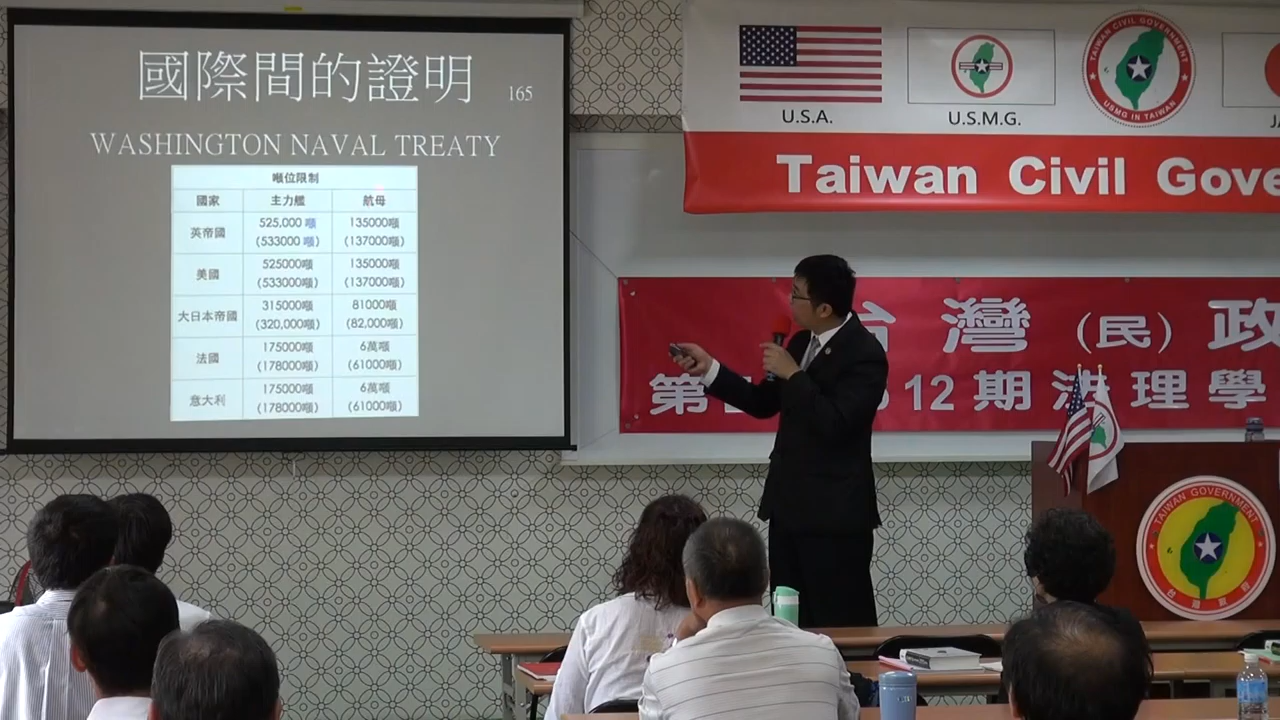 國際間的證明
165
WASHINGTON NAVAL TREATY
噸位限制
國家 主力艦 航母
英帝國 525,000 噸 (533000 噸) 135000噸 (137000噸)
美國 525000噸 (533000噸) 135000噸 (137000噸)
大日本帝國 315000噸 (320,000噸) 81000噸 (82,000噸)
法國 175000噸 (178000噸) 6萬噸 (61000噸)
意大利 175000噸 (178000噸) 6萬噸 (61000噸)
TAIWAN CIVIL GOVERNMENT
USMG IN TAIWAN
U.S.A.
U.S.M.G.
JA
Taiwan Civil Gove
台灣(民)政
第 12期法理學
TAIWAN GOVERNMENT